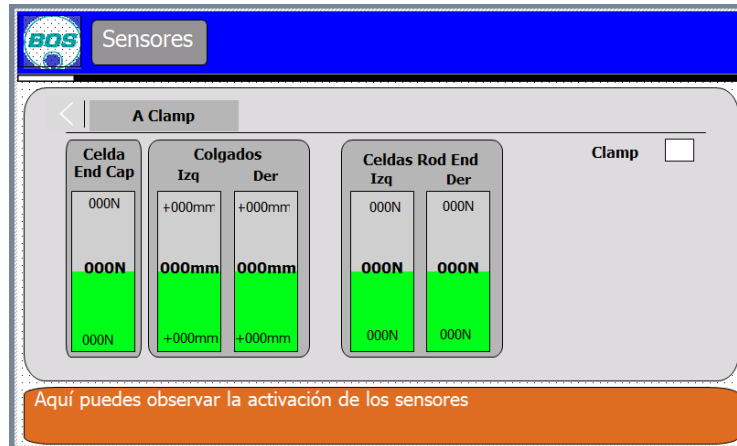 BOS
Sensores
A Clamp
Celda
End Cap
Colgados
Izq Der
Celdas Rod End
Izq Der
Clamp
000N +000mm +000mm 000N 000N
000N 000mm 000mm 000N 000N
000N +000mm +000mm 000N 000N
Aquí puedes observar la activación de los sensores